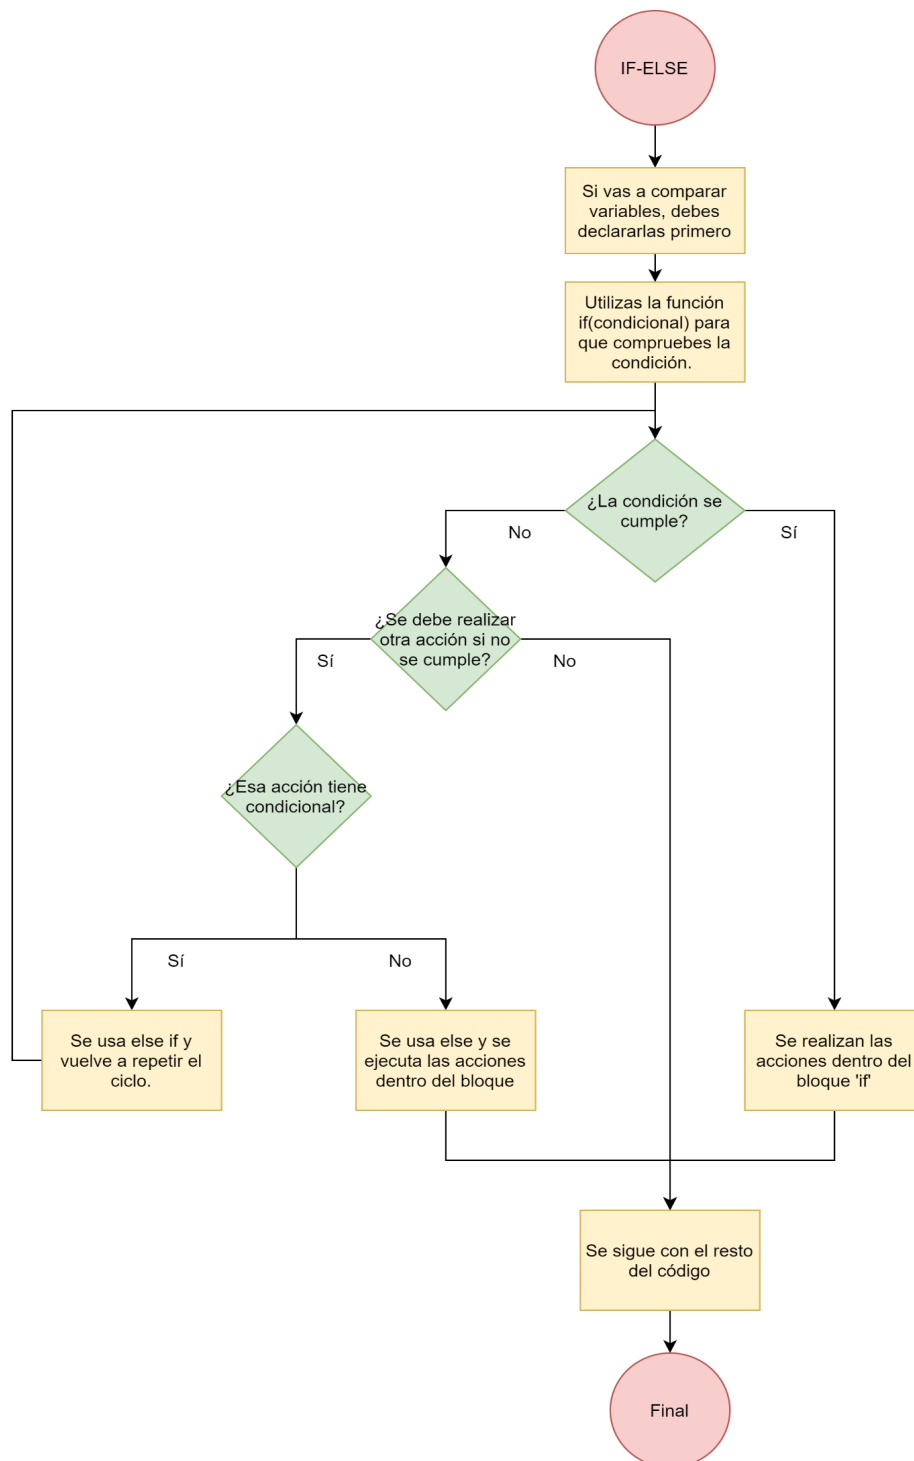 IF-ELSE
Si vas a comparar
variables, debes
declararlas primero
Utilizas la función
if(condicional) para
que compruebes la
condición.
¿La condición se
cumple?
No
Sí
¿Se debe realizar
otra acción si no
se cumple?
Sí
No
¿Esa acción tiene
condicional?
Sí
No
Se usa else if y
vuelve a repetir el
ciclo.
Se usa else y se
ejecuta las acciones
dentro del bloque
Se realizan las
acciones dentro del
bloque 'if'
Se sigue con el resto
del código
Final